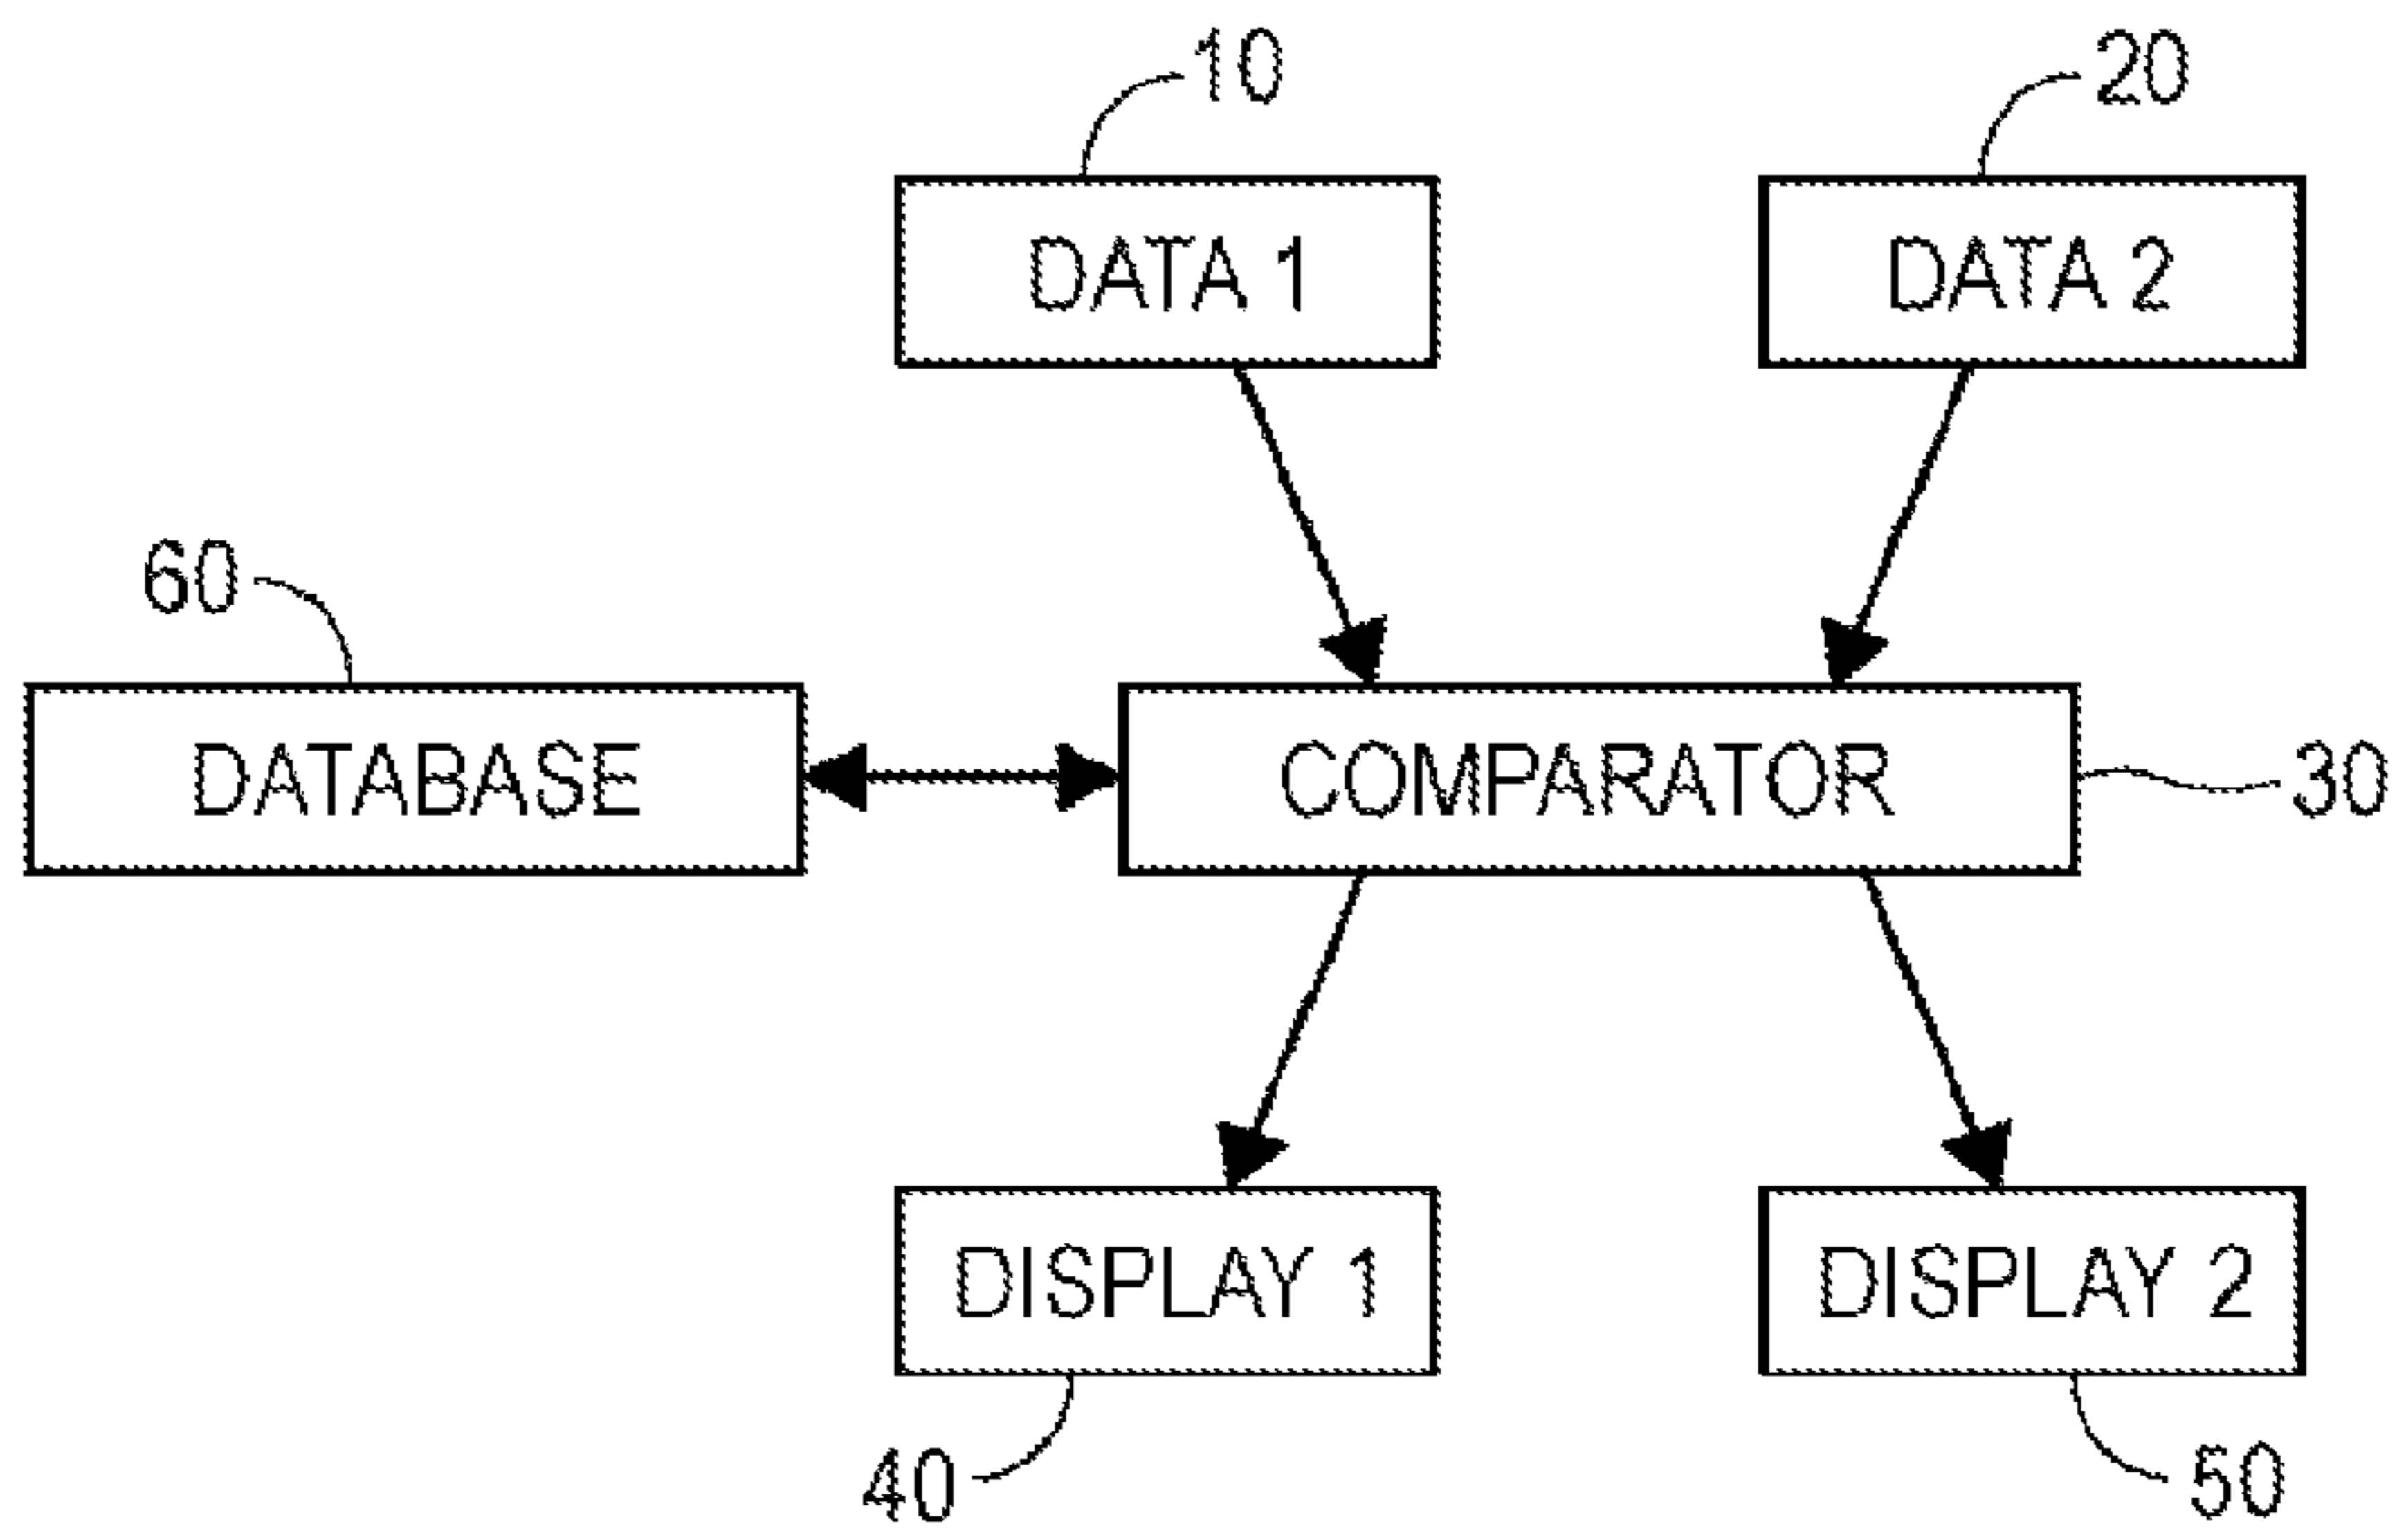 10
20
DATA 1
DATA 2
60
DATABASE
COMPARATOR
30
DISPLAY 1
DISPLAY 2
40
50